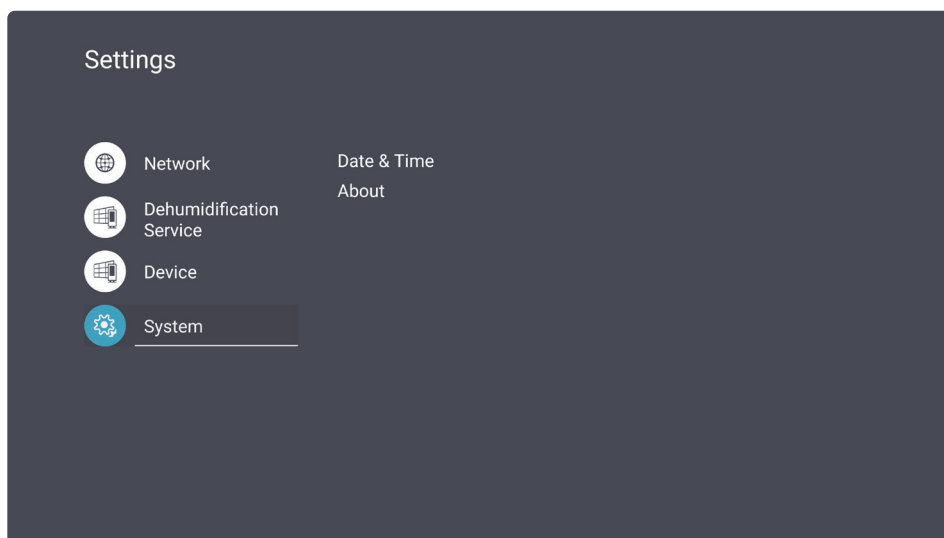 Settings
Network
Dehumidification
Service
Device
System
Date & Time
About